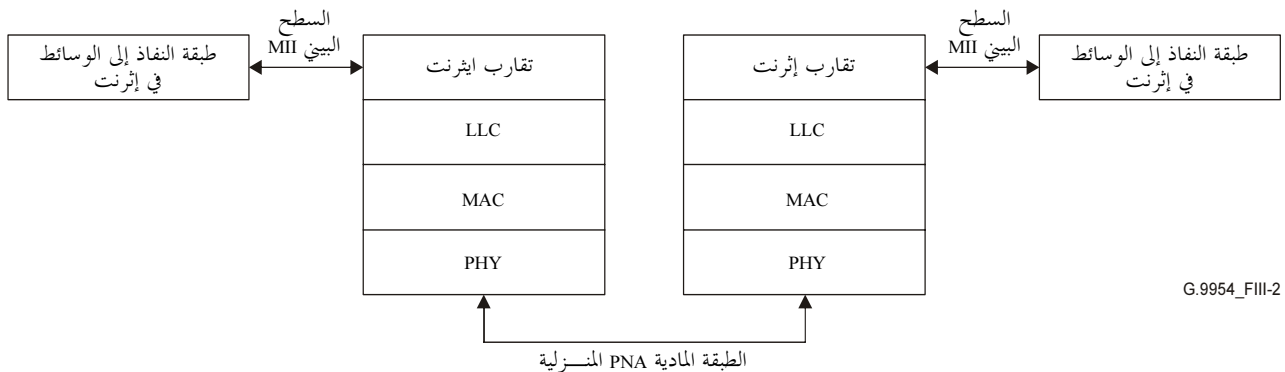 السطح
البيني MII
السطح
البيني MII
طبقة النفاذ إلى الوسائط
في إثرنت
تقارب إثرنت
تقارب ايثرنت
طبقة النفاذ إلى الوسائط
في إثرنت
LLC
LLC
MAC
MAC
PHY
PHY
G.9954_FIII-2
الطبقة المادية PNA المنـــزلية